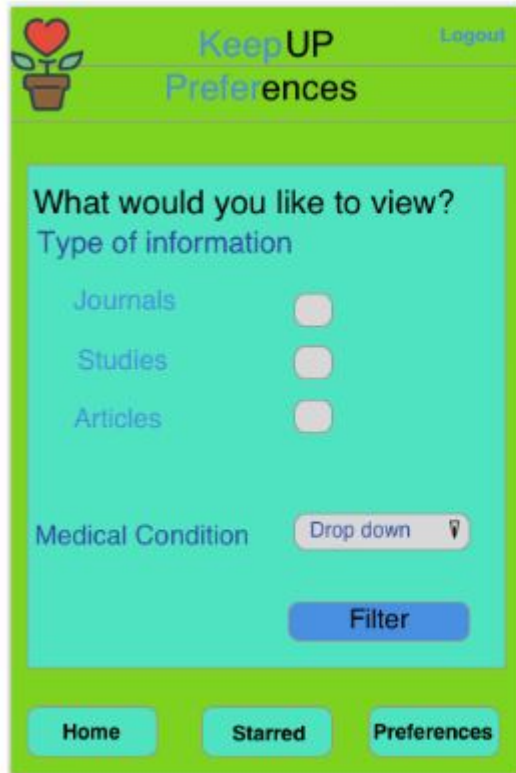 KeepUP
Logout
Preferences
What would you like to view?
Type of information
Journals
Studies
Articles
Medical Condition
Drop down
Filter
Home
Starred
Preferences